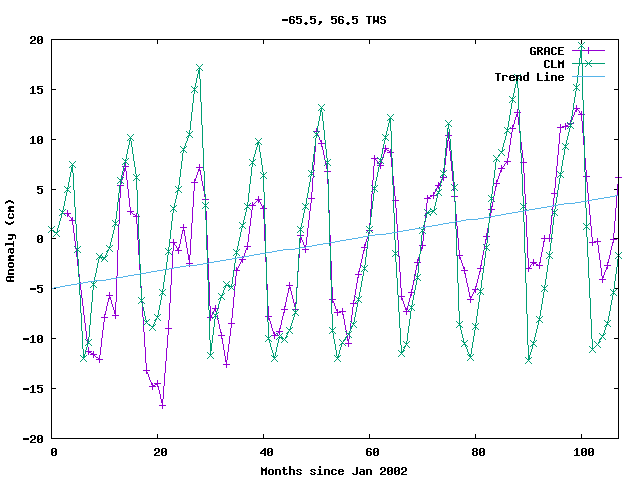 -65.5, 56.5 TWS
GRACE
CLM
Trend Line
20
15
10
5
0
-5
-10
-15
-20
Anomaly (cm)
0 20 40 60 80 100
Months since Jan 2002